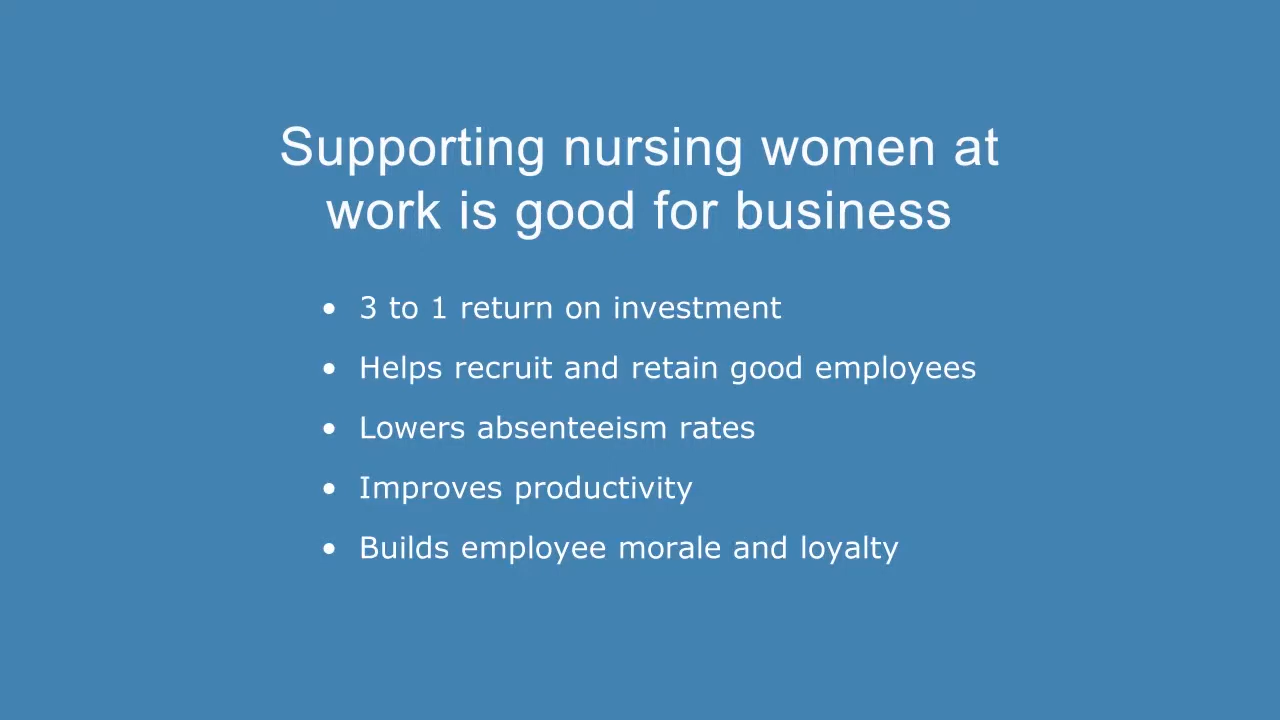 Supporting nursing women at
work is good for business
• 3 to 1 return on investment
• Helps recruit and retain good employees
• Lowers absenteeism rates
• Improves productivity
• Builds employee morale and loyalty